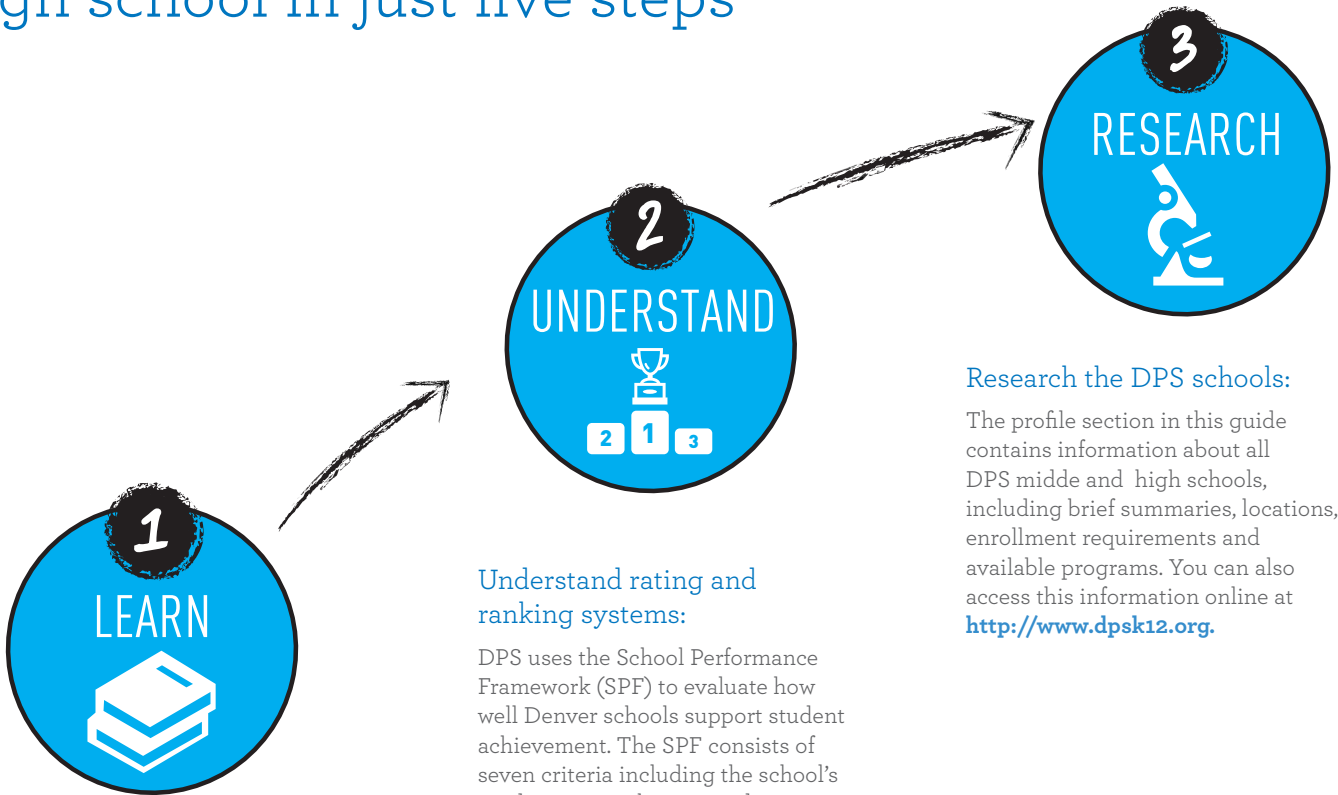 gh school in just five steps
1
LEARN
2
UNDERSTAND
2 1 3
Understand rating and
ranking systems:
DPS uses the School Performance
Framework (SPF) to evaluate how
well Denver schools support student
achievement. The SPF consists of
seven criteria including the school's
3
RESEARCH
Research the DPS schools:
The profile section in this guide
contains information about all
DPS midde and high schools,
including brief summaries, locations,
enrollment requirements and
available programs. You can also
access this information online at
http://www.dpsk12.org.